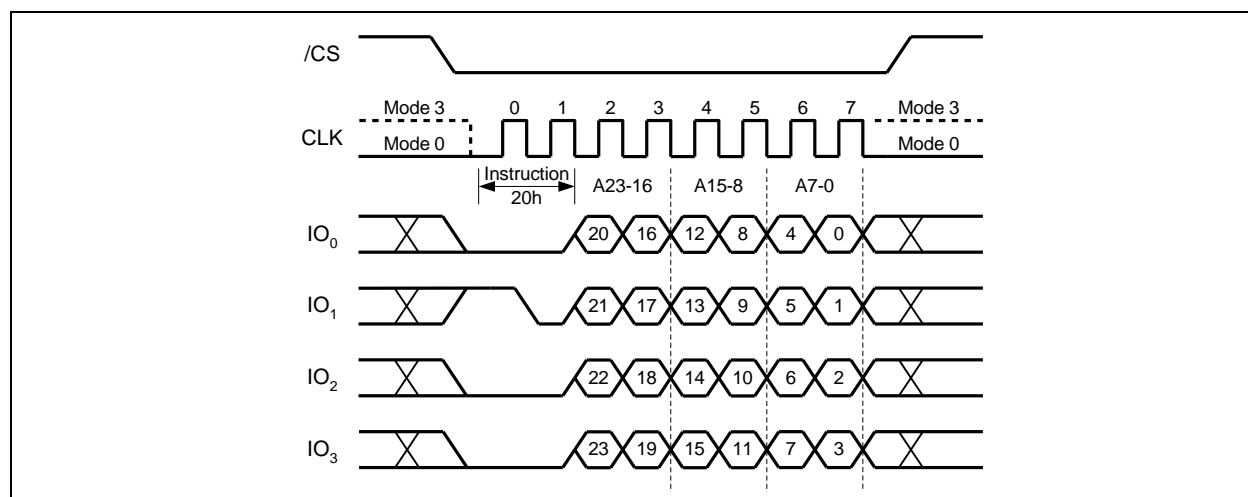 /CS
Mode 3 0 1 2 3 4 5 6 7 Mode 3
CLK
Mode 0 Mode 0
Instruction
20h
A23-16 A15-8 A7-0
IO0 20 16 12 8 4 0
IO1 21 17 13 9 5 1
IO2 22 18 14 10 6 2
IO3 23 19 15 11 7 3